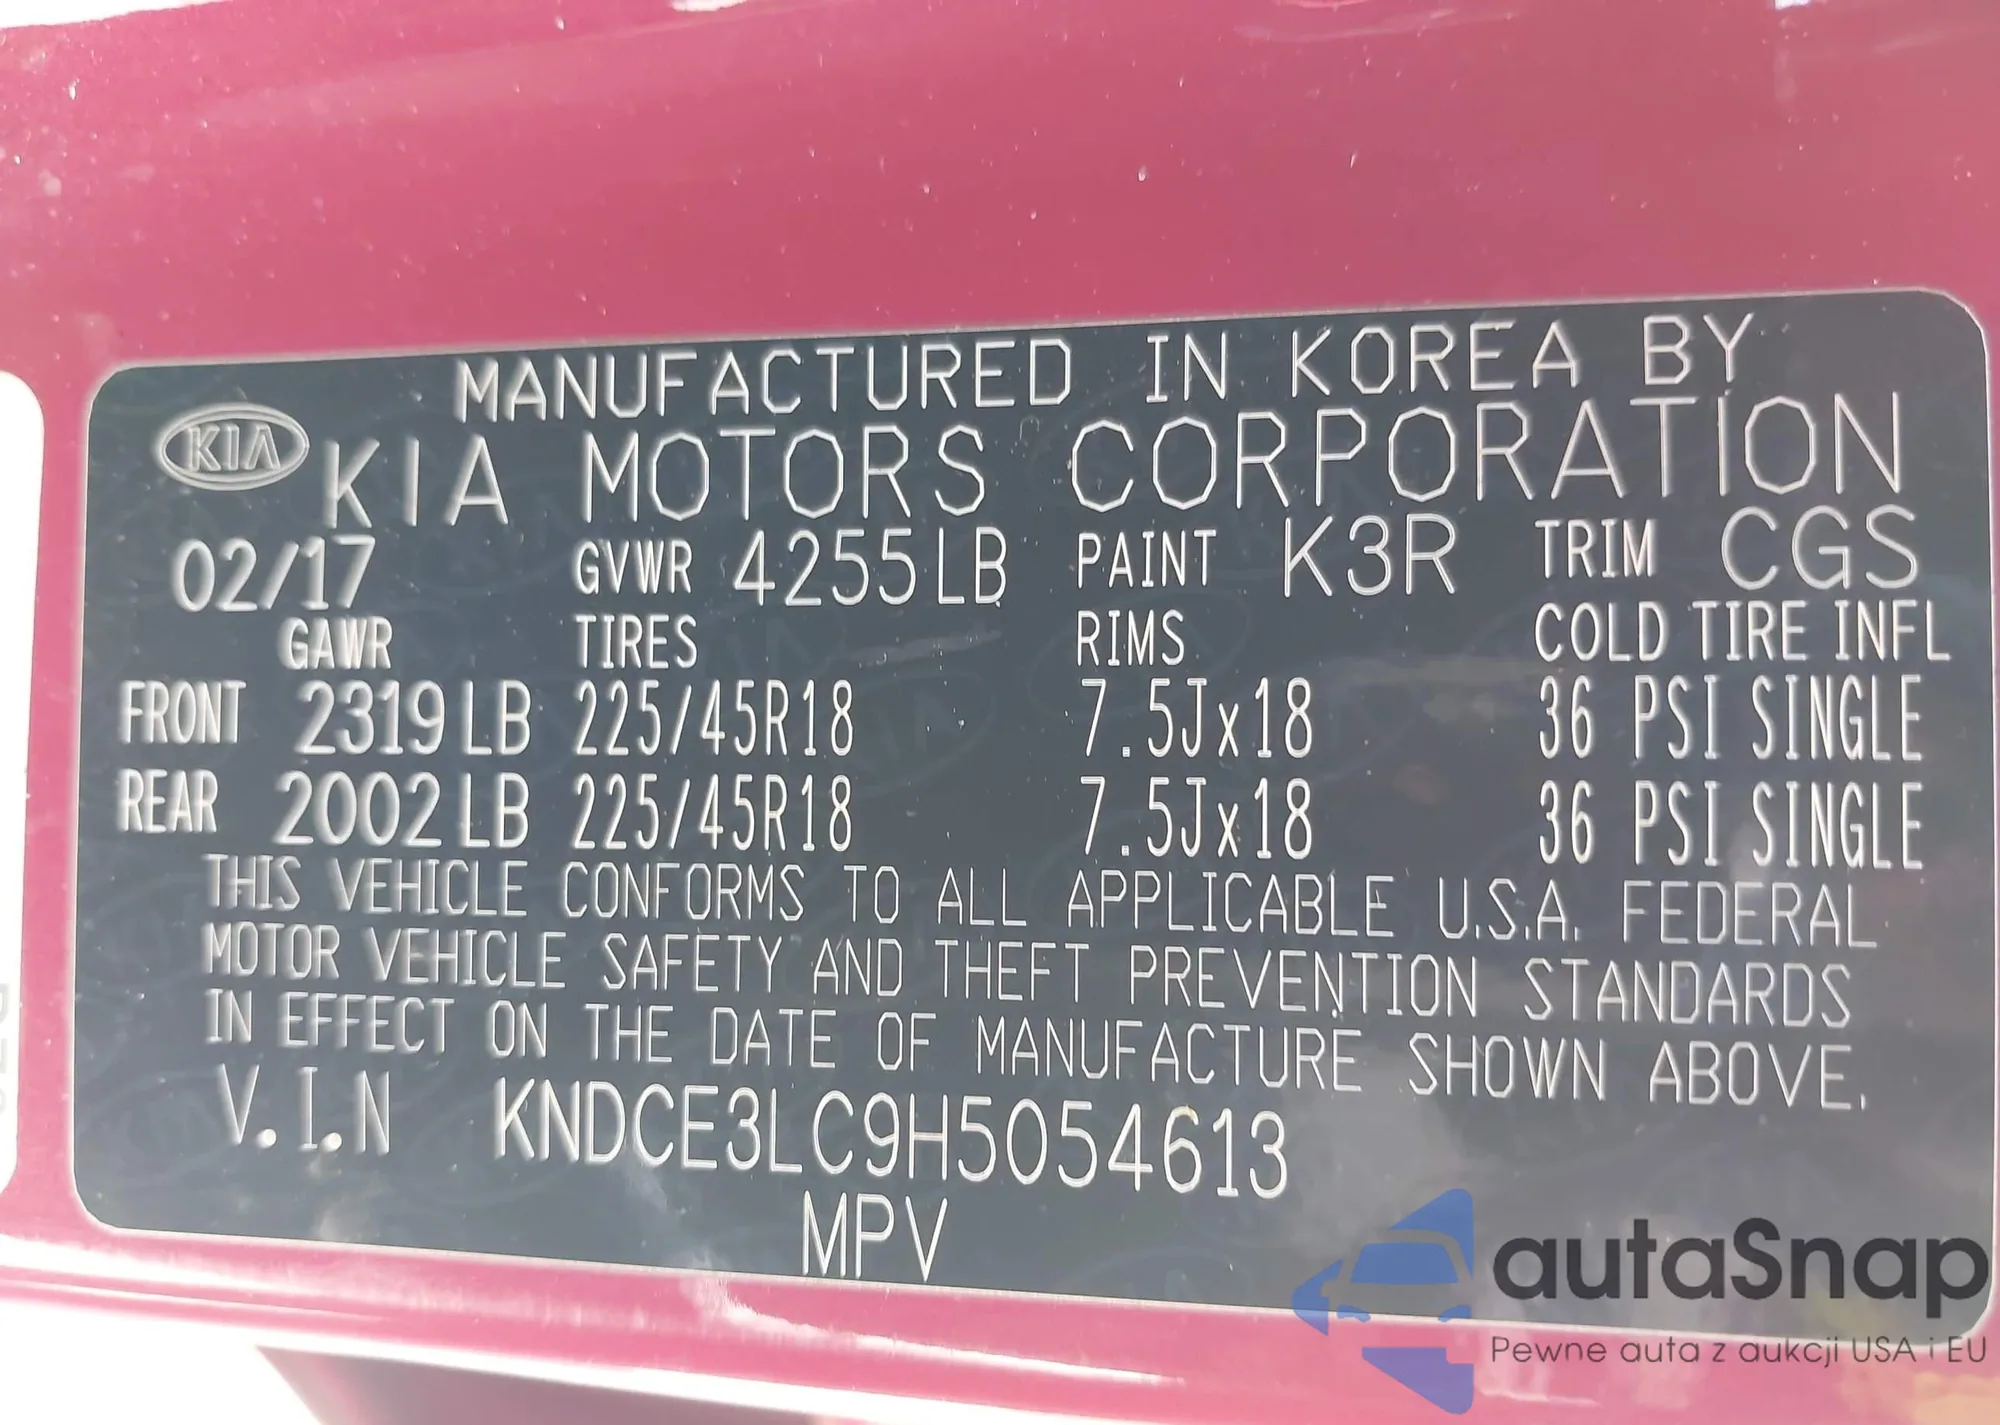 MANUFACTURED IN KOREA BY
KIA KIA MOTORS CORPORATION
02/17 GVWR 4255LB PAINT K3R TRIM CGS
GAWR TIRES RIMS COLD TIRE INFL
FRONT 2319LB 225/45R18 7.5Jx18 36 PSI SINGLE
REAR 2002LB 225/45R18 7.5Jx18 36 PSI SINGLE
THIS VEHICLE CONFORMS TO ALL APPLICABLE U.S.A. FEDERAL
MOTOR VEHICLE SAFETY AND THEFT PREVENTION STANDARDS
IN EFFECT ON THE DATE OF MANUFACTURE SHOWN ABOVE.
V.I.N KNDCE3LC9H5054613
MPV
autaSnap
Pewne auta z aukcji USA i EU